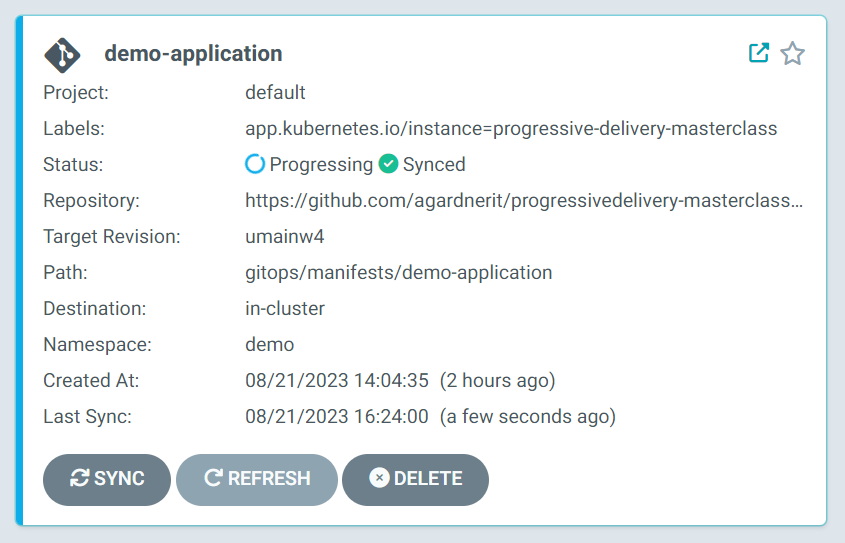 demo-application
Project: default
Labels: app.kubernetes.io/instance=progressive-delivery-masterclass
Status: Progressing Synced
Repository: https://github.com/agardnerit/progressivedelivery-masterclass...
Target Revision: umainw4
Path: gitops/manifests/demo-application
Destination: in-cluster
Namespace: demo
Created At: 08/21/2023 14:04:35 (2 hours ago)
Last Sync: 08/21/2023 16:24:00 (a few seconds ago)
SYNC REFRESH DELETE